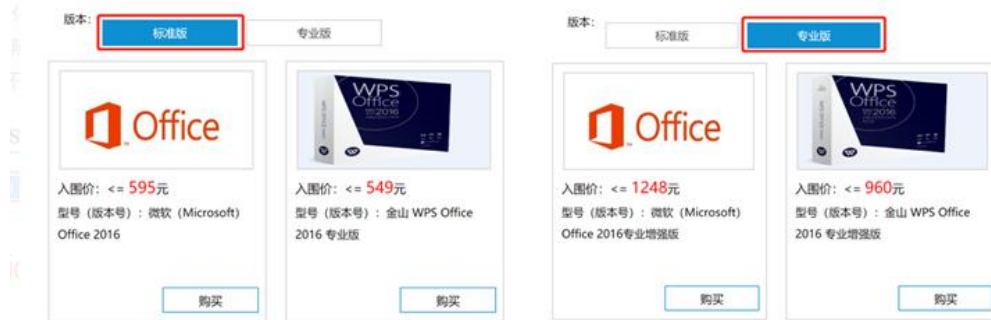 版本：
标准版
专业版
Office
WPS
Office
2016
入围价：<= 595元
型号（版本号）：微软（Microsoft）
Office 2016
购买
入围价：<= 549元
型号（版本号）：金山 WPS Office
2016 专业版
购买
版本：
标准版
专业版
Office
WPS
Office
2016
入围价：<= 1248元
型号（版本号）：微软（Microsoft）
Office 2016专业增强版
购买
入围价：<= 960元
型号（版本号）：金山 WPS Office
2016 专业增强版
购买